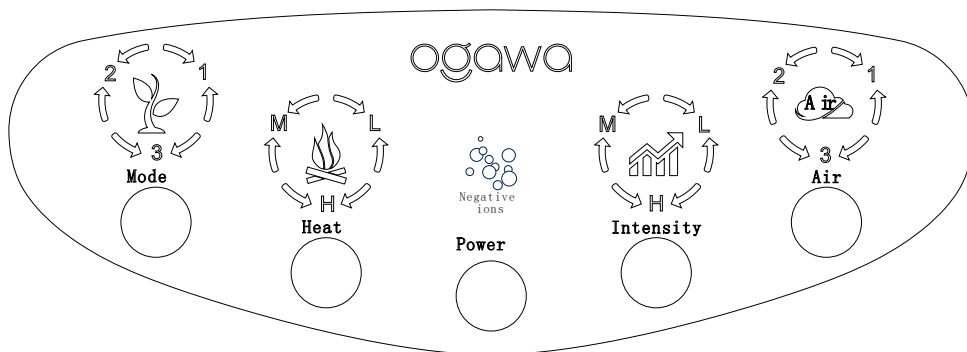 ogawa
2
1
3
Mode
M
L
H
Heat
Negative
ions
Power
M
L
H
Intensity
2
1
Air
3
Air